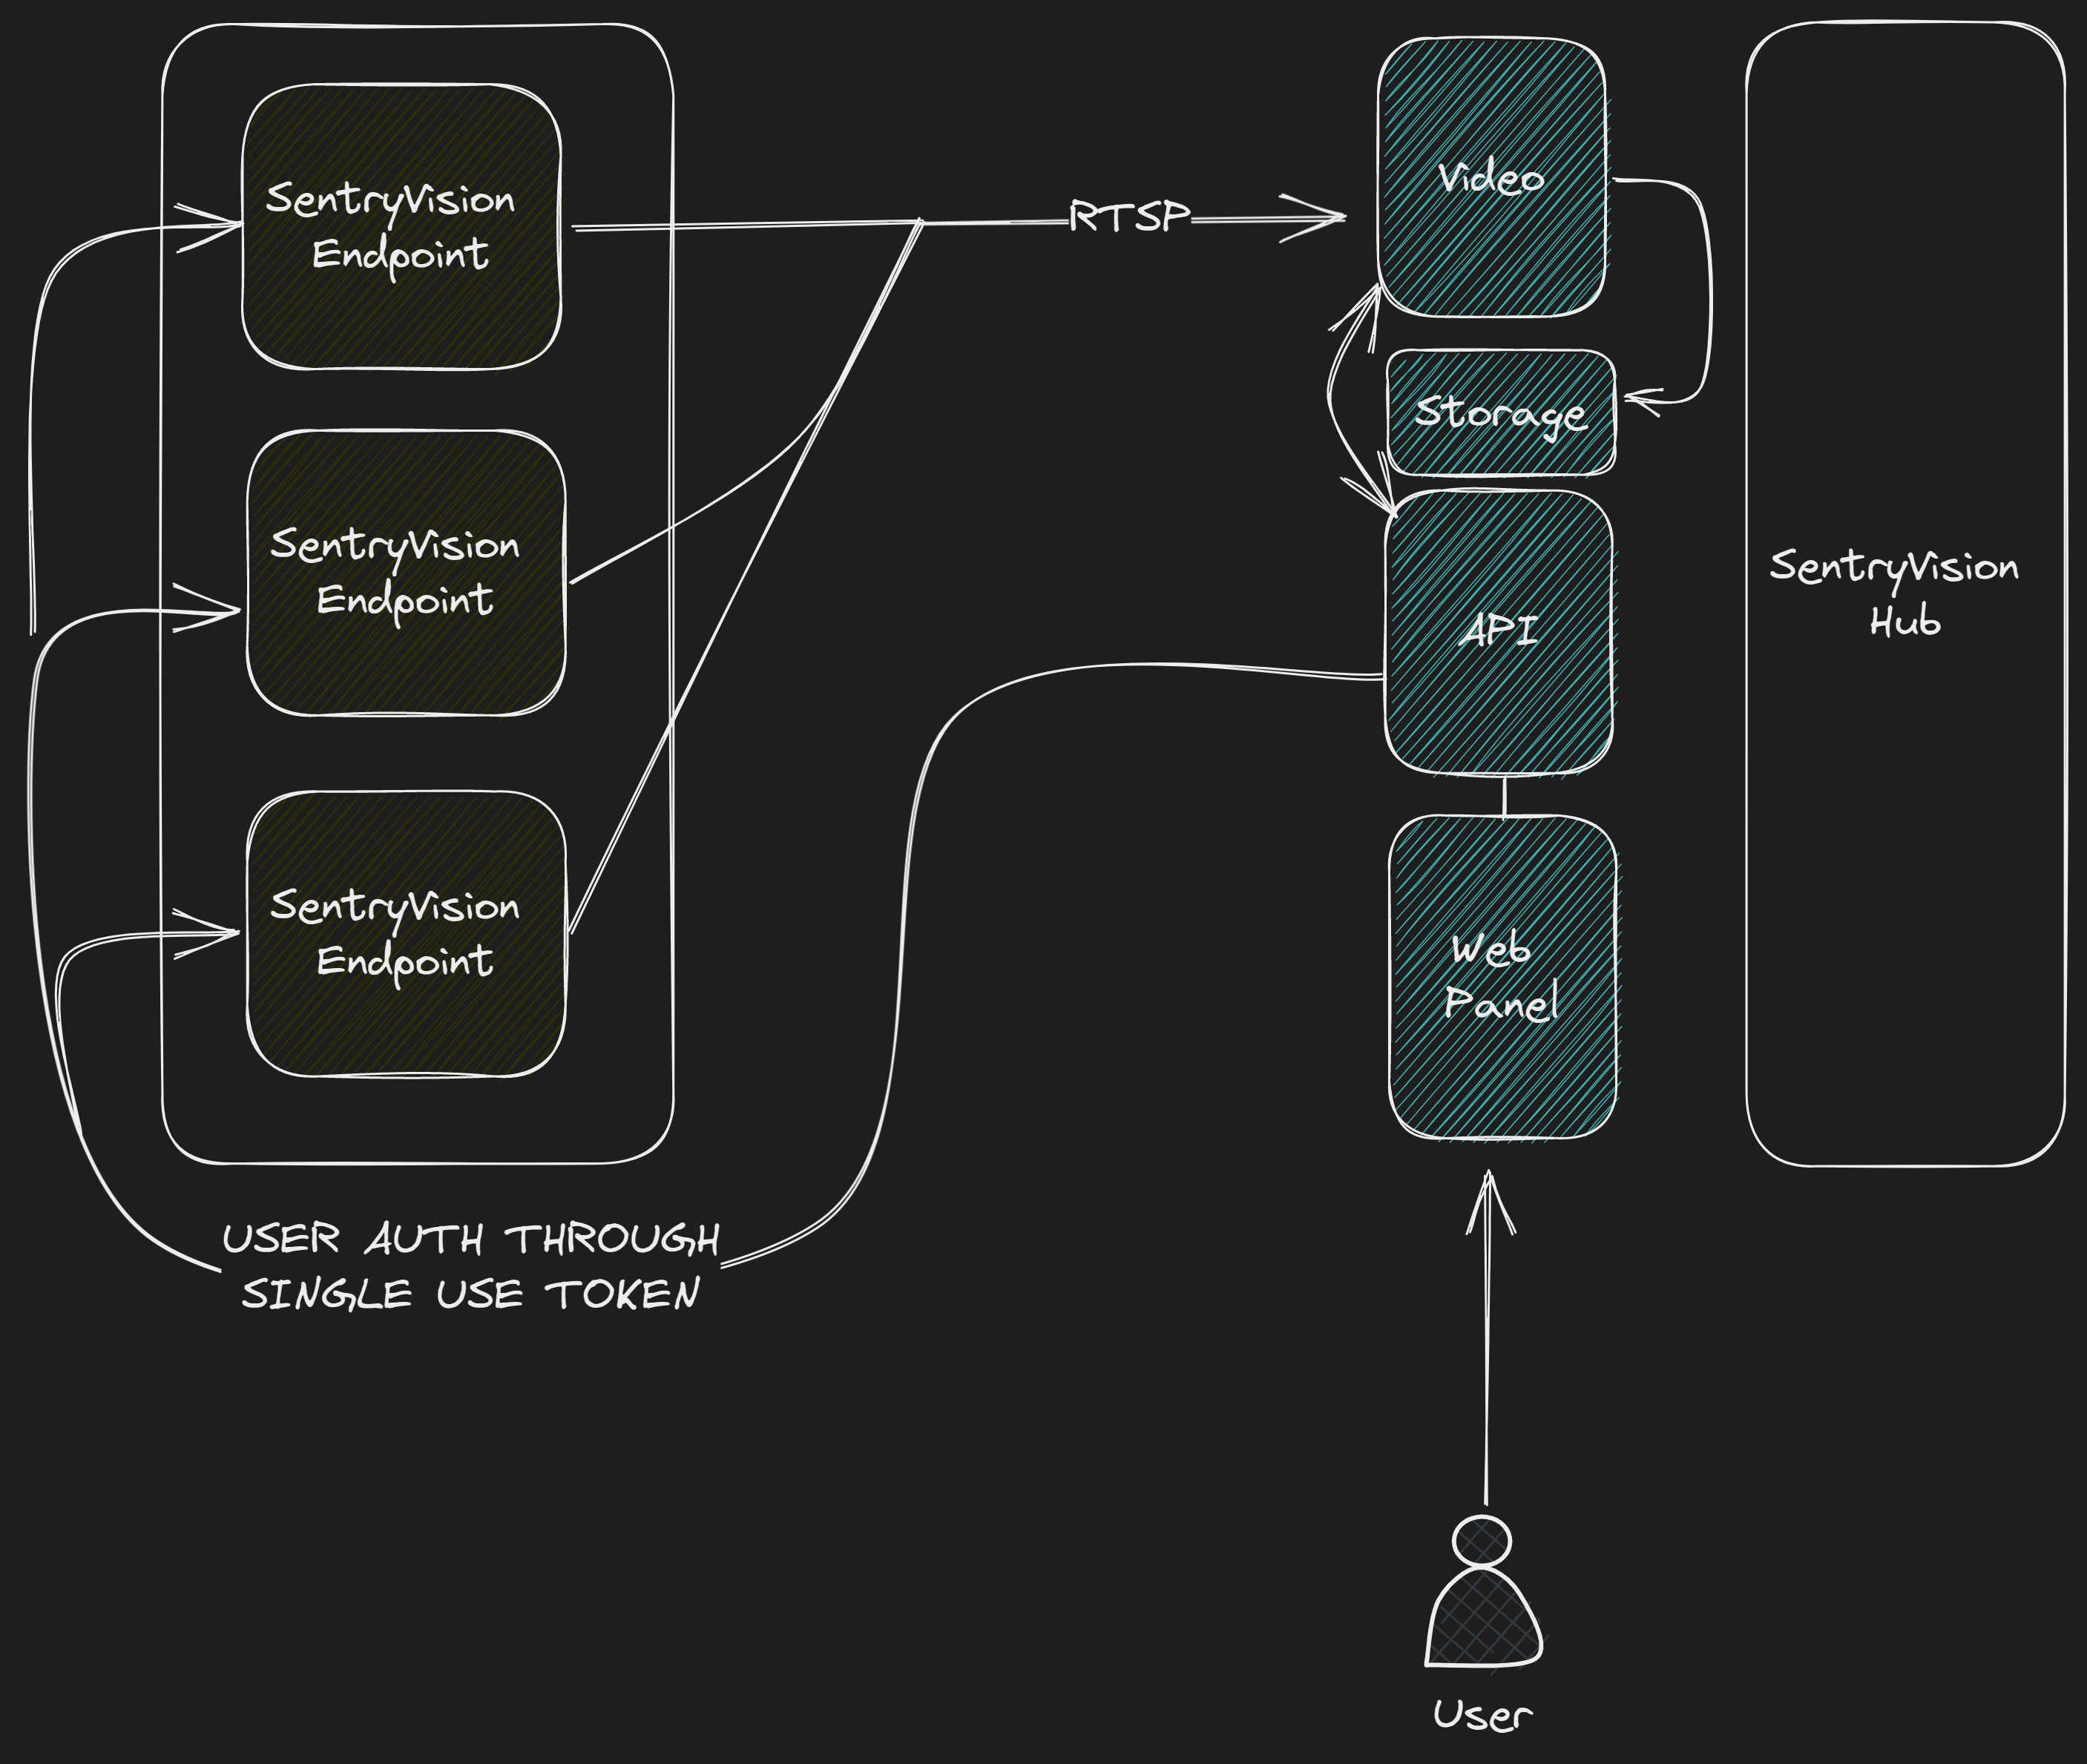 SentryVision
Endpoint
SentryVision
Endpoint
SentryVision
Endpoint
USER AUTH THROUGH
SINGLE USE TOKEN
RTSP
Video
Storage
API
Web
Panel
User
SentryVision
Hub